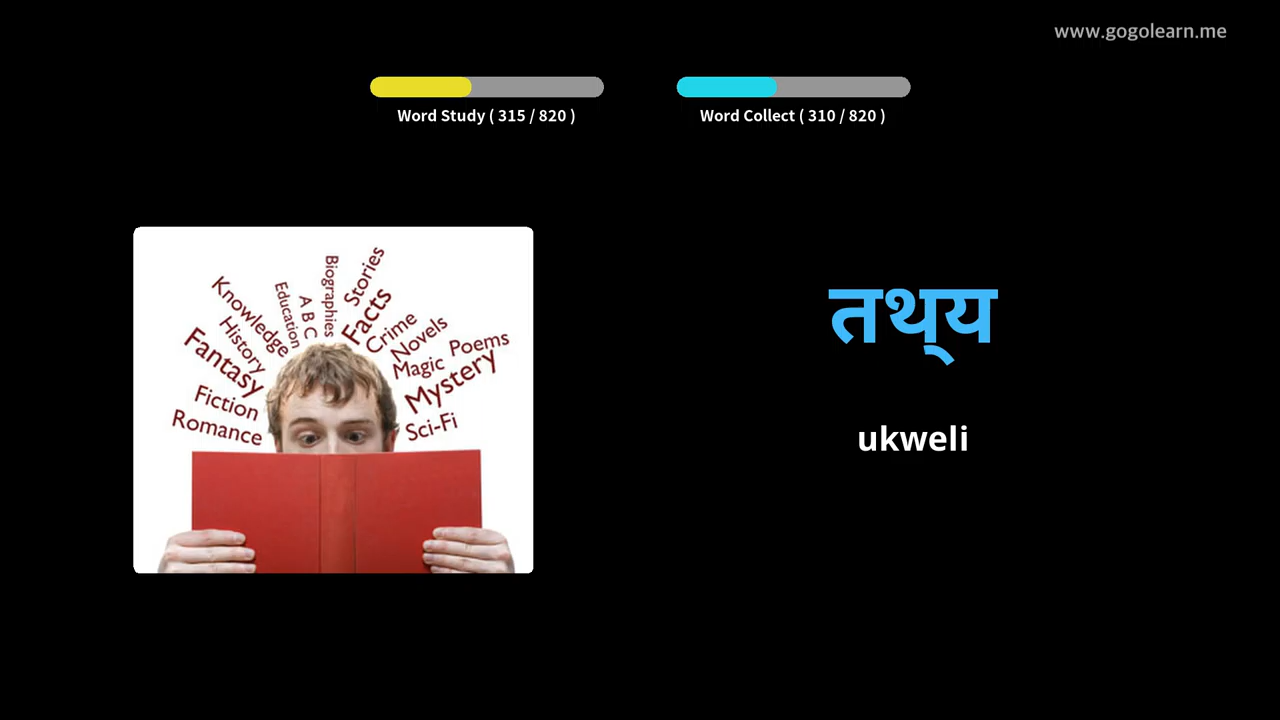 www.gogolearn.me
Word Study ( 315 / 820 )
Word Collect ( 310 / 820 )
Knowledge
Education
A B C
Biographies
Stories
Facts
Crime
Novels
Poems
Magic
Mystery
Sci-Fi
History
Fantasy
Fiction
Romance
तथ्‌य
ukweli